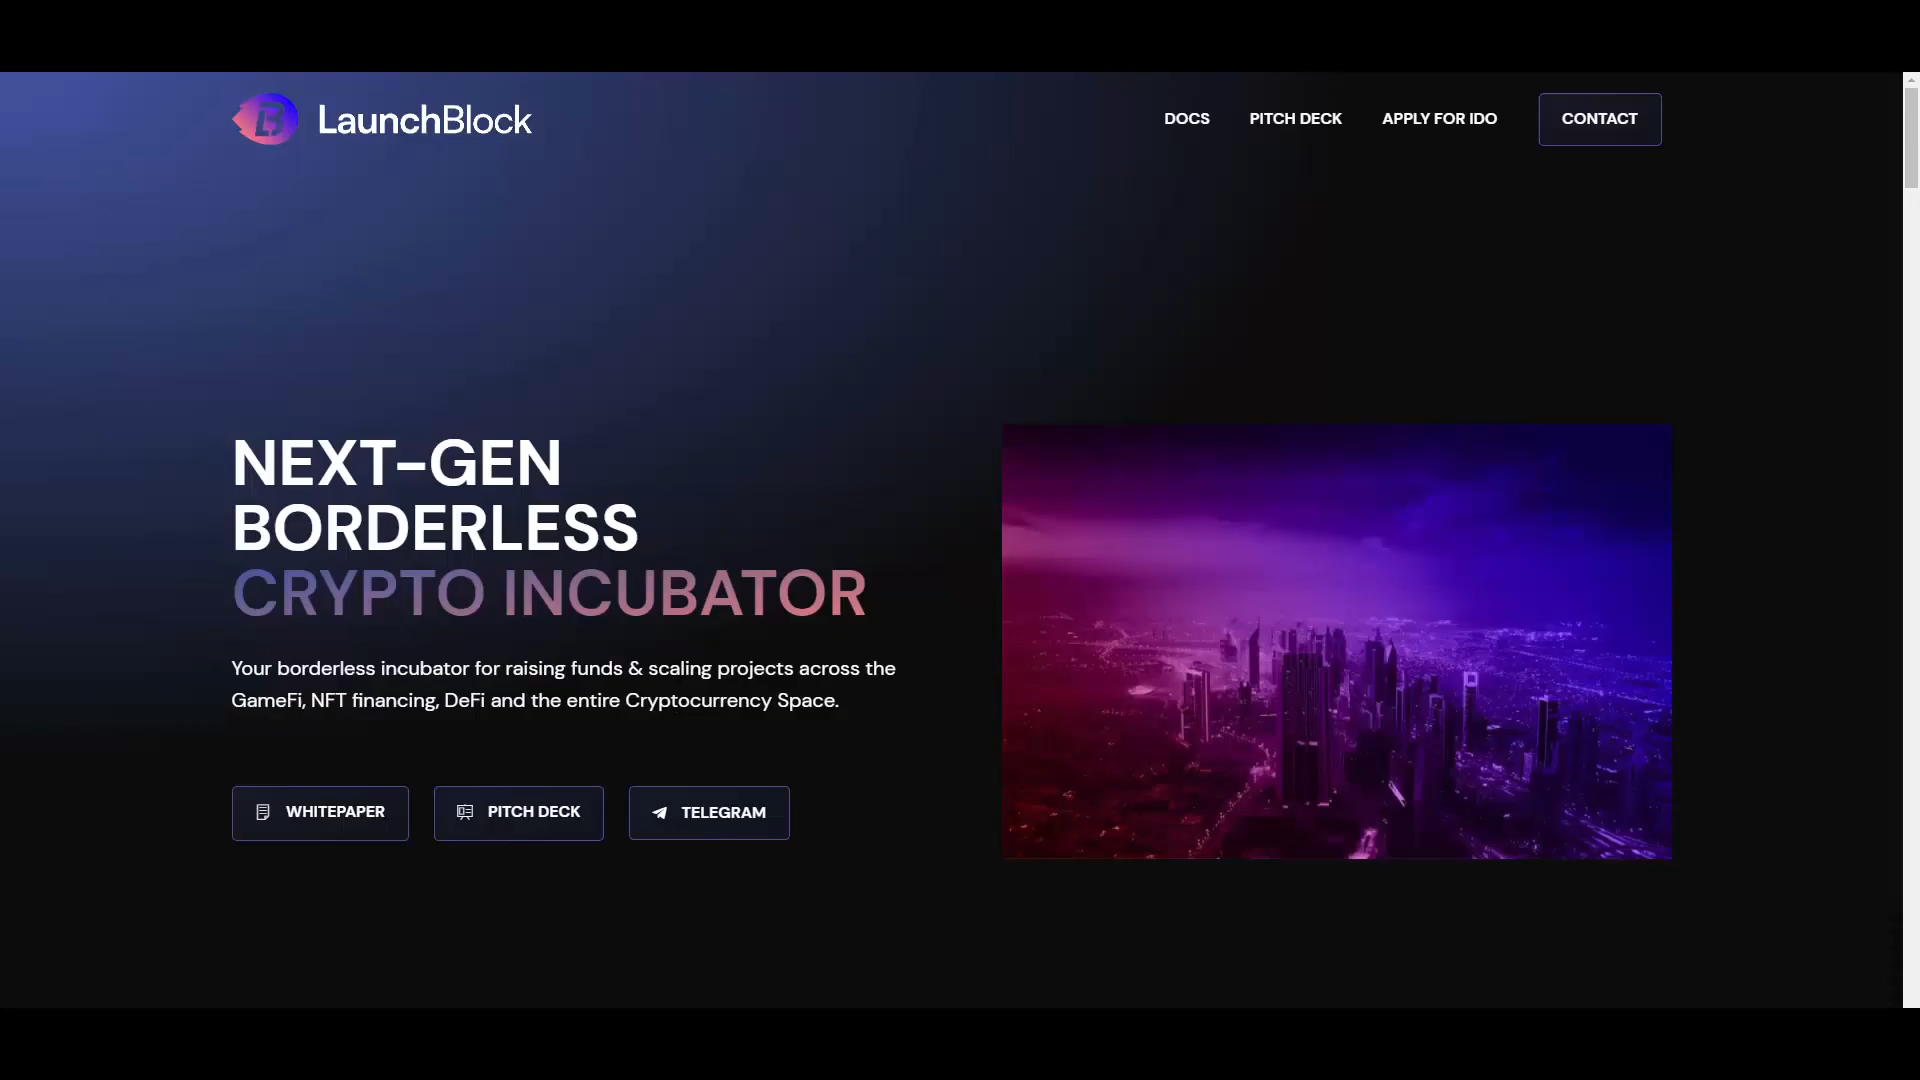 LaunchBlock
DOCS
PITCH DECK
APPLY FOR IDO
CONTACT
NEXT-GEN
BORDERLESS
CRYPTO INCUBATOR
Your borderless incubator for raising funds & scaling projects across the
GameFi, NFT financing, DeFi and the entire Cryptocurrency Space.
WHITEPAPER
PITCH DECK
TELEGRAM